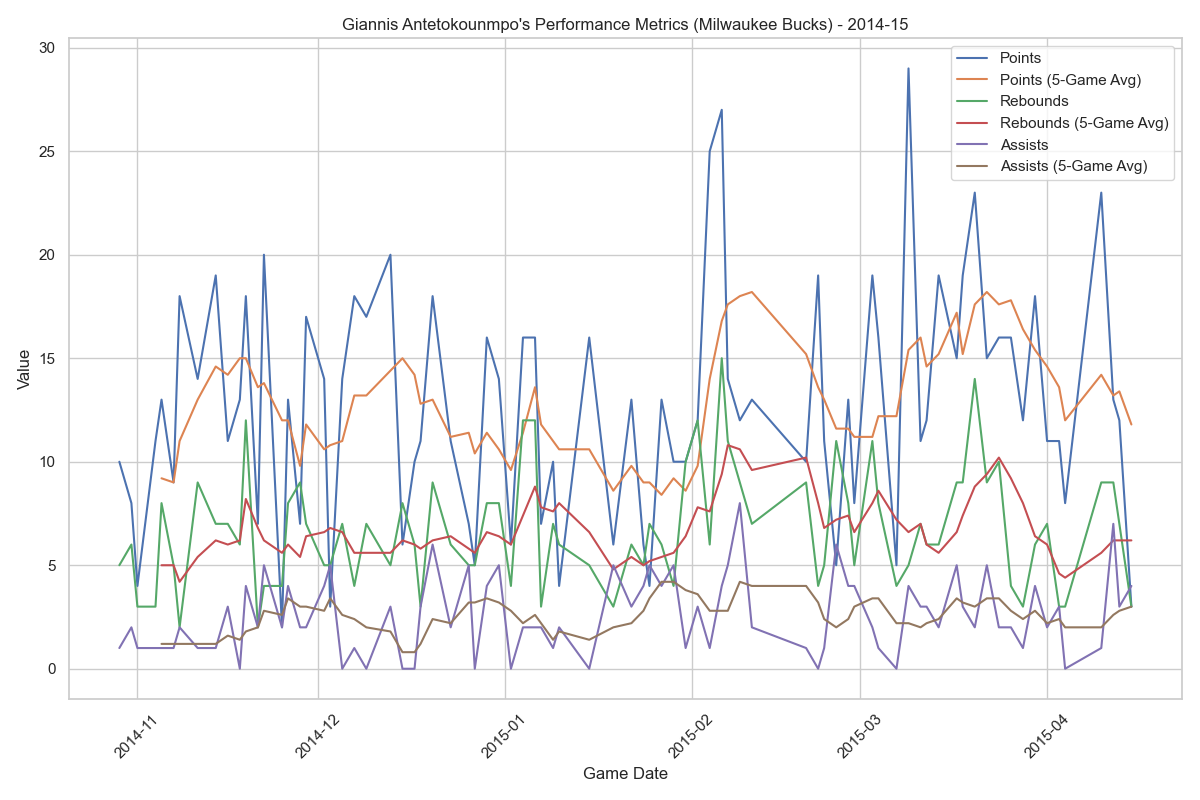 Giannis Antetokounmpo's Performance Metrics (Milwaukee Bucks) - 2014-15
Points
Points (5-Game Avg)
Rebounds
Rebounds (5-Game Avg)
Assists
Assists (5-Game Avg)
30
25
20
15
10
5
0
Value
2014-11
2014-12
2015-01
2015-02
2015-03
2015-04
Game Date